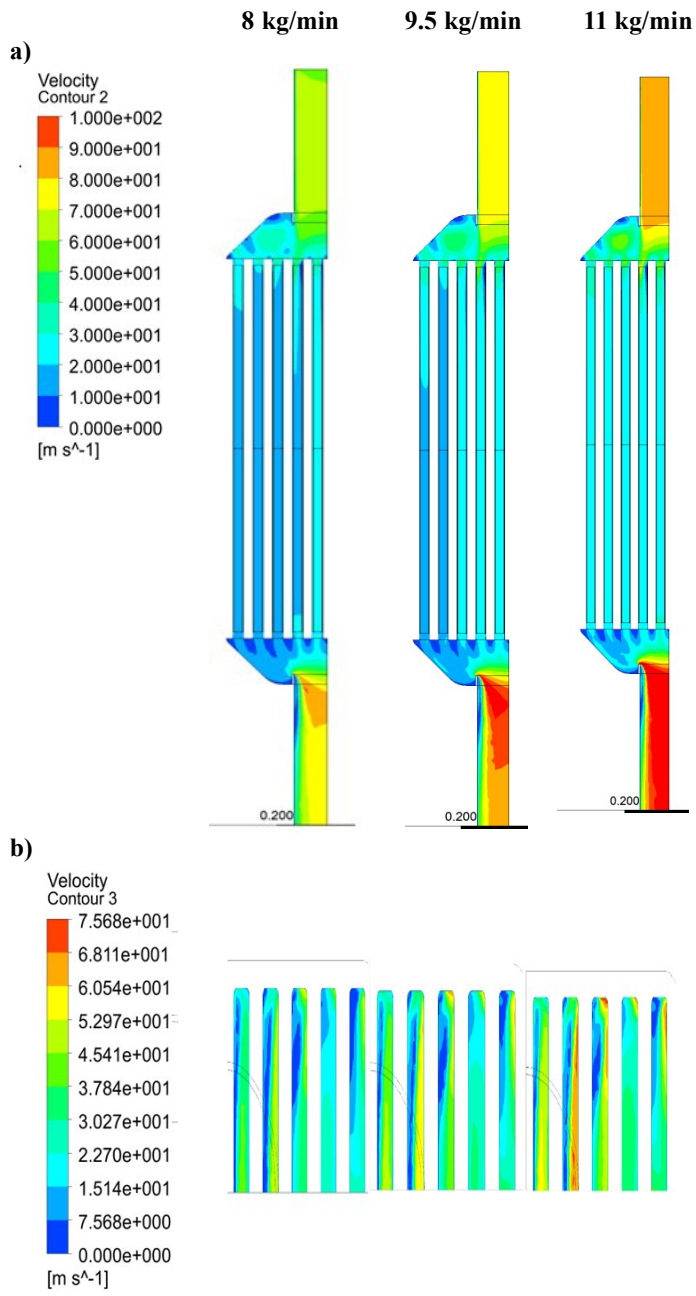 8 kg/min 9.5 kg/min 11 kg/min
a)
Velocity
Contour 2
1.000e+002
9.000e+001
8.000e+001
7.000e+001
6.000e+001
5.000e+001
4.000e+001
3.000e+001
2.000e+001
1.000e+001
0.000e+000
[m s^-1]
0.200 0.200 0.200
b)
Velocity
Contour 3
7.568e+001
6.811e+001
6.054e+001
5.297e+001
4.541e+001
3.784e+001
3.027e+001
2.270e+001
1.514e+001
7.568e+000
0.000e+000
[m s^-1]